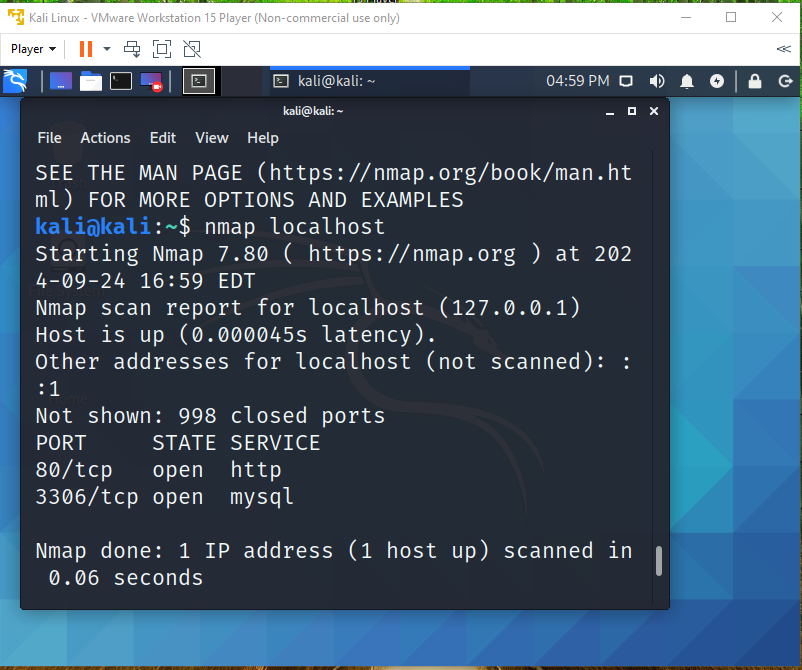 Kali Linux - VMware Workstation 15 Player (Non-commercial use only)
Player
kali@kali: ~
04:59 PM
kali@kali: ~
File Actions Edit View Help
SEE THE MAN PAGE (https://nmap.org/book/man.ht
ml) FOR MORE OPTIONS AND EXAMPLES
kali@kali:~$ nmap localhost
Starting Nmap 7.80 ( https://nmap.org ) at 202
4-09-24 16:59 EDT
Nmap scan report for localhost (127.0.0.1)
Host is up (0.000045s latency).
Other addresses for localhost (not scanned): :
:1
Not shown: 998 closed ports
PORT     STATE SERVICE
80/tcp   open  http
3306/tcp open  mysql
Nmap done: 1 IP address (1 host up) scanned in
 0.06 seconds